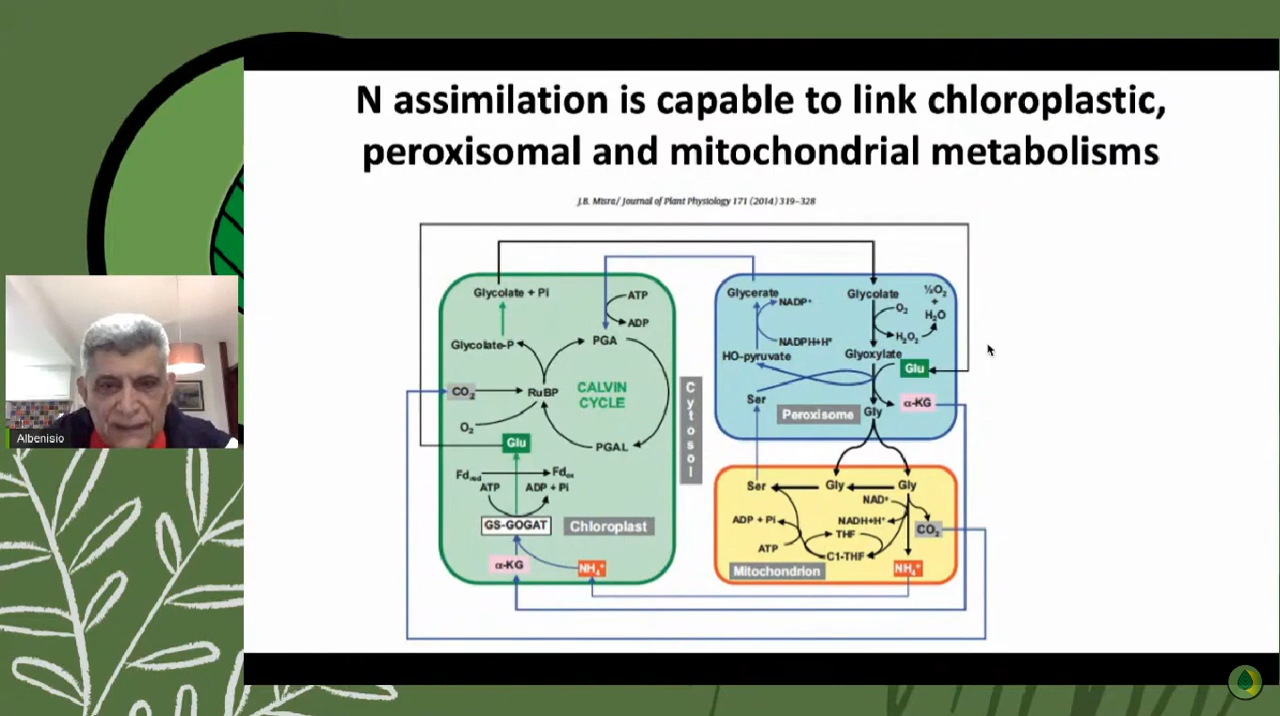 N assimilation is capable to link chloroplastic,
peroxisomal and mitochondrial metabolisms
J.B. Misra / Journal of Plant Physiology 171 (2014) 319–328
Glycolate + Pi
ATP
ADP
Glycolate-P
PGA
CO₂
RuBP
CALVIN
CYCLE
O₂
Glu
PGAL
Fd_red
Fd_ox
ATP
ADP + Pi
GS-GOGAT
Chloroplast
α-KG
NH₄⁺
Cytosol
Glycerate
NADP⁺
Glycolate
½O₂
+
H₂O
O₂
H₂O₂
NADPH+H⁺
HO-pyruvate
Glyoxylate
Glu
Ser
α-KG
Peroxisome
Gly
Ser
Gly
Gly
NAD⁺
ADP + Pi
NADH+H⁺
CO₂
THF
ATP
C1-THF
Mitochondrion
NH₄⁺
Albenisio